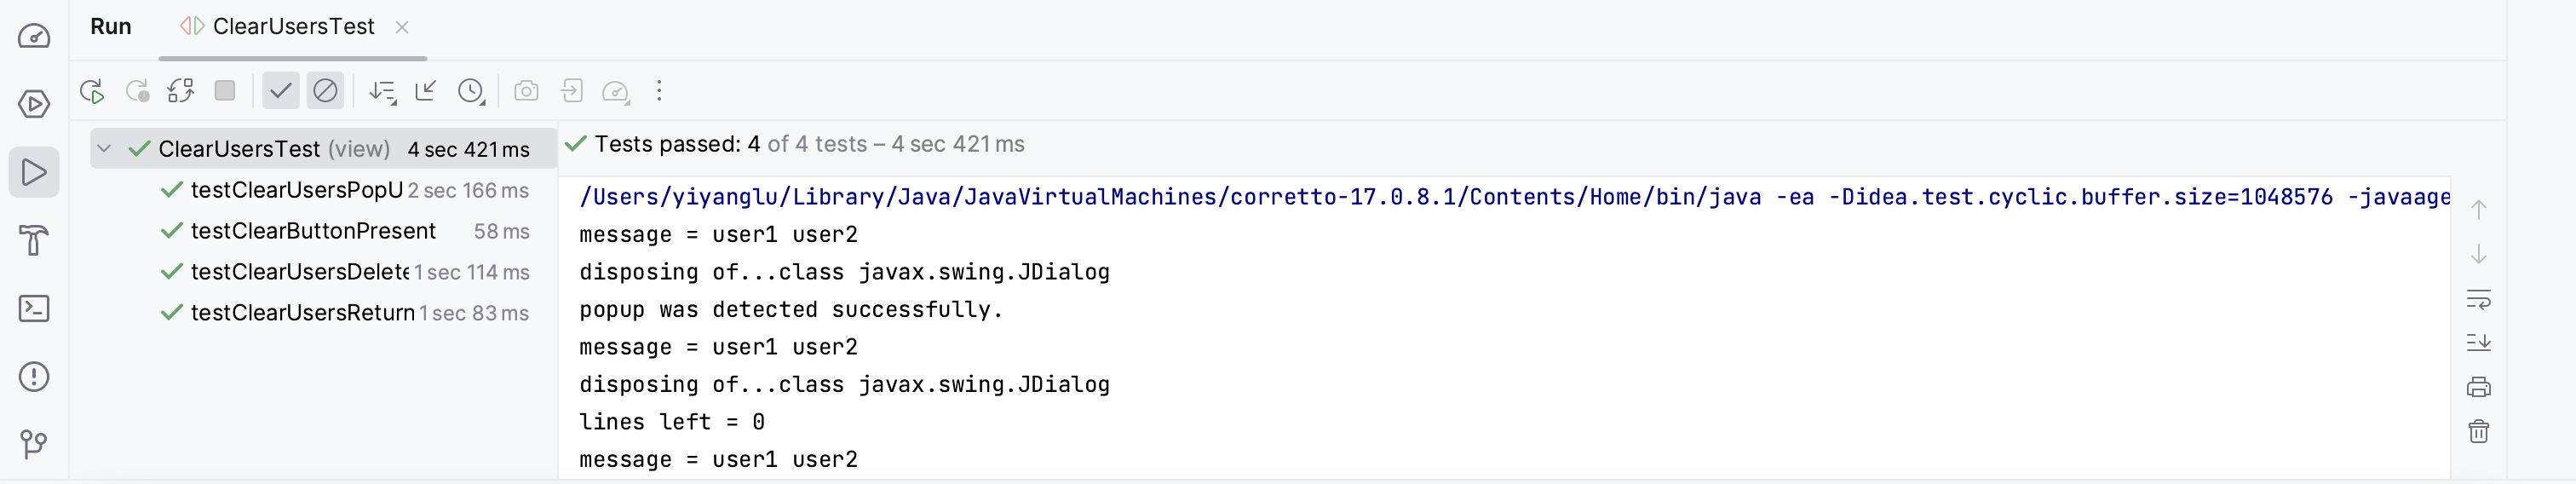 Run ClearUsersTest
ClearUsersTest (view) 4 sec 421 ms
testClearUsersPopU 2 sec 166 ms
testClearButtonPresent 58 ms
testClearUsersDelete 1 sec 114 ms
testClearUsersReturn 1 sec 83 ms
Tests passed: 4 of 4 tests – 4 sec 421 ms
/Users/yiyanglu/Library/Java/JavaVirtualMachines/corretto-17.0.8.1/Contents/Home/bin/java -ea -Didea.test.cyclic.buffer.size=1048576 -javaage
message = user1 user2
disposing of...class javax.swing.JDialog
popup was detected successfully.
message = user1 user2
disposing of...class javax.swing.JDialog
lines left = 0
message = user1 user2